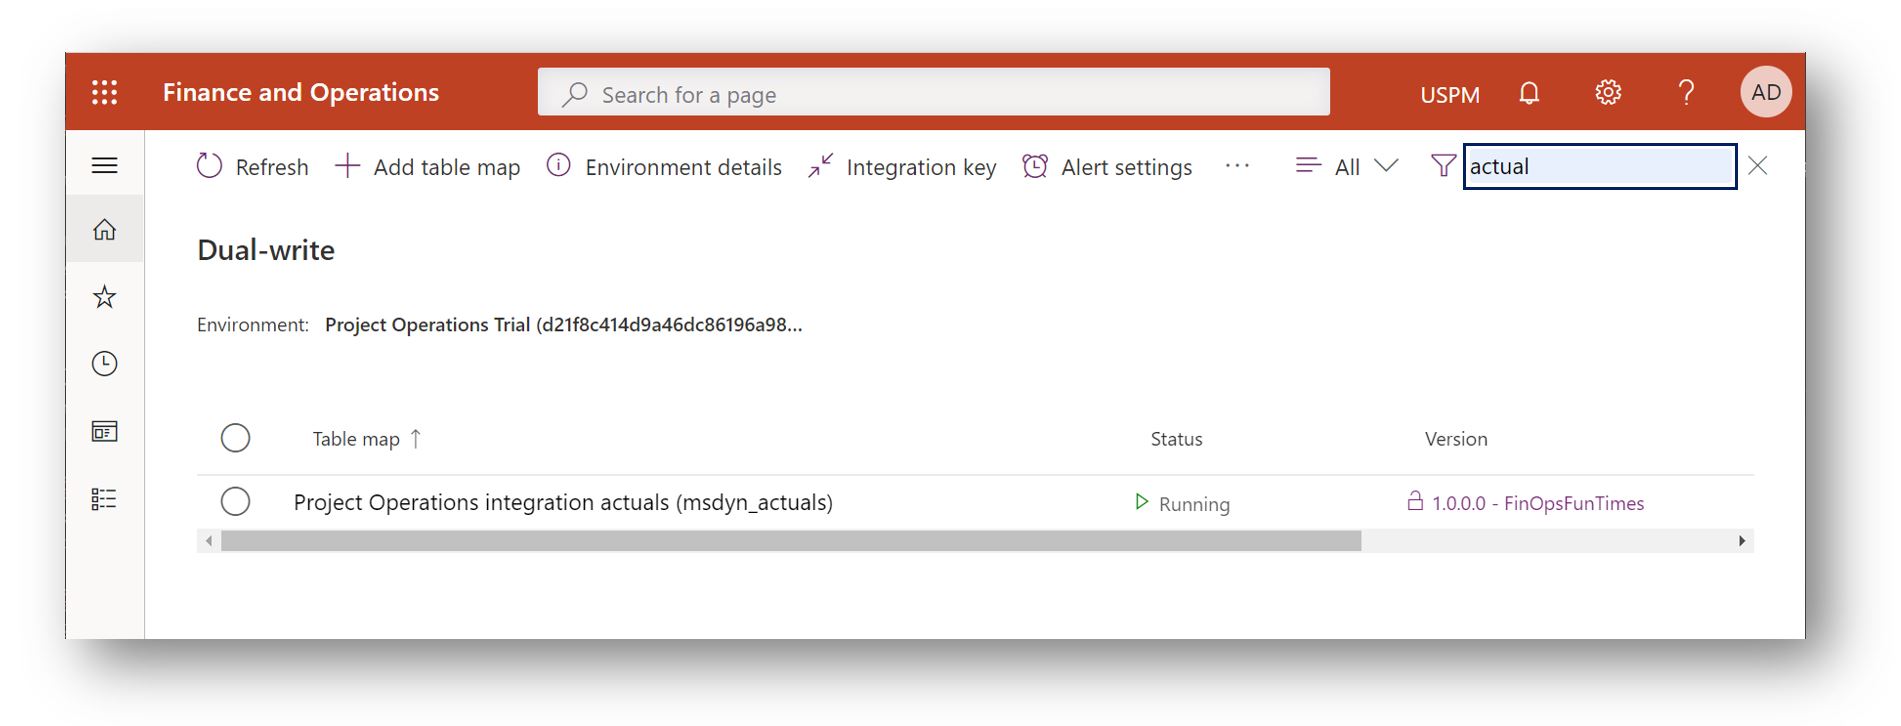 Finance and Operations Search for a page USPM AD
Refresh Add table map Environment details Integration key Alert settings ... All actual
Dual-write
Environment: Project Operations Trial (d21f8c414d9a46dc86196a98...
Table map ↑ Status Version
Project Operations integration actuals (msdyn_actuals) Running 1.0.0.0 - FinOpsFunTimes